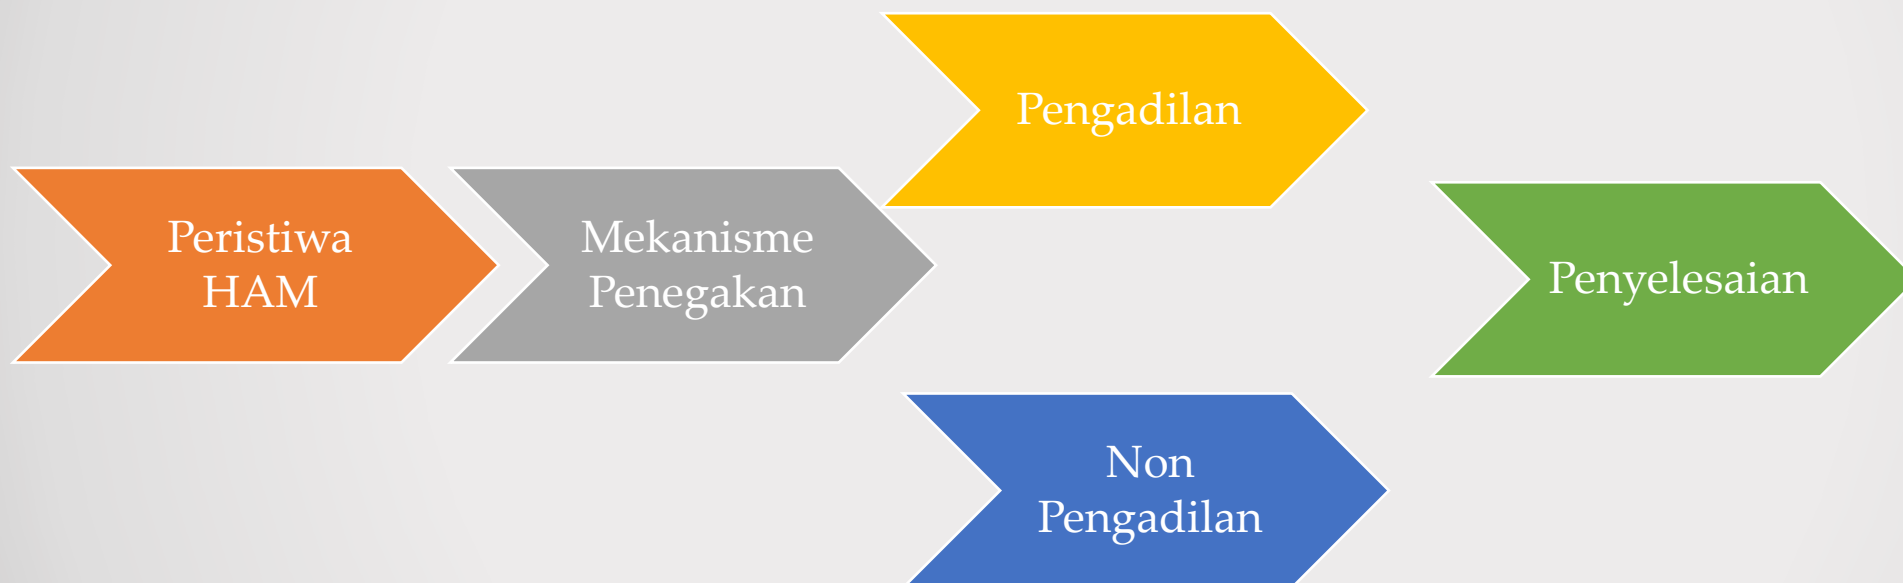 Peristiwa
HAM
Mekanisme
Penegakan
Pengadilan
Non
Pengadilan
Penyelesaian